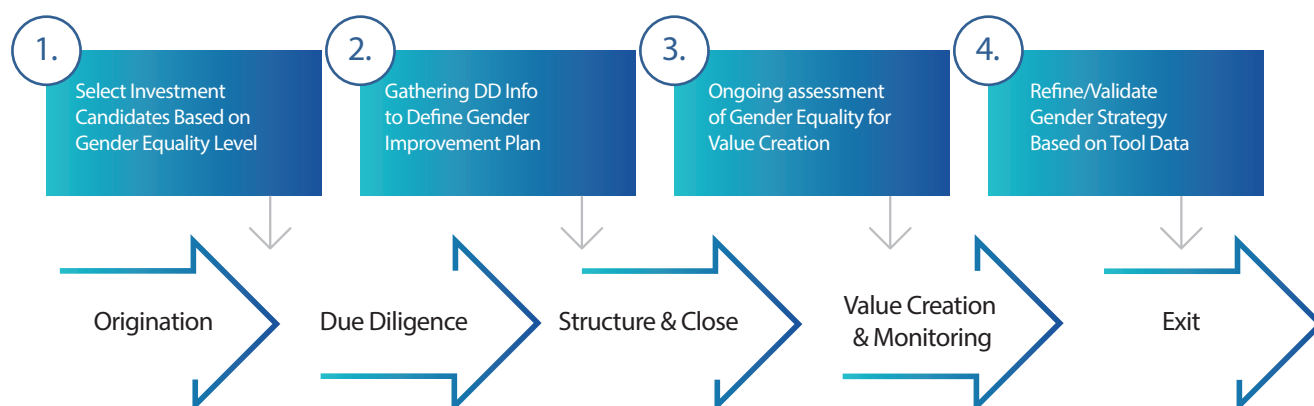 1.
Select Investment
Candidates Based on
Gender Equality Level
2.
Gathering DD Info
to Define Gender
Improvement Plan
3.
Ongoing assessment
of Gender Equality for
Value Creation
4.
Refine/Validate
Gender Strategy
Based on Tool Data
Origination
Due Diligence
Structure & Close
Value Creation
& Monitoring
Exit